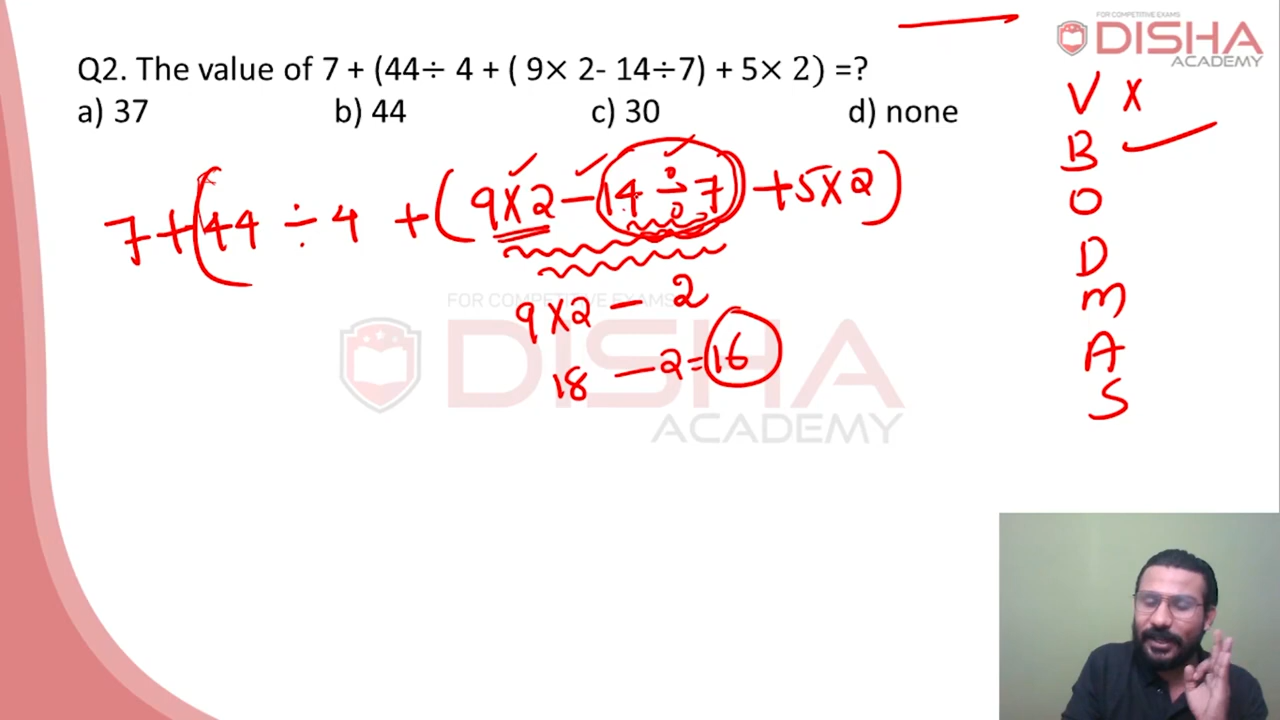 FOR COMPETITIVE EXAMS
DISHA
ACADEMY
Q2. The value of 7 + (44÷ 4 + ( 9× 2- 14÷7) + 5× 2) =?
a) 37 b) 44 c) 30 d) none
7+(44 ÷ 4 +(9×2 − 14 ÷ 7 +5×2)
9×2 − 2
18 − 2 = 16
V X
B
O
D
M
A
S
FOR COMPETITIVE EXAMS
DISHA
ACADEMY